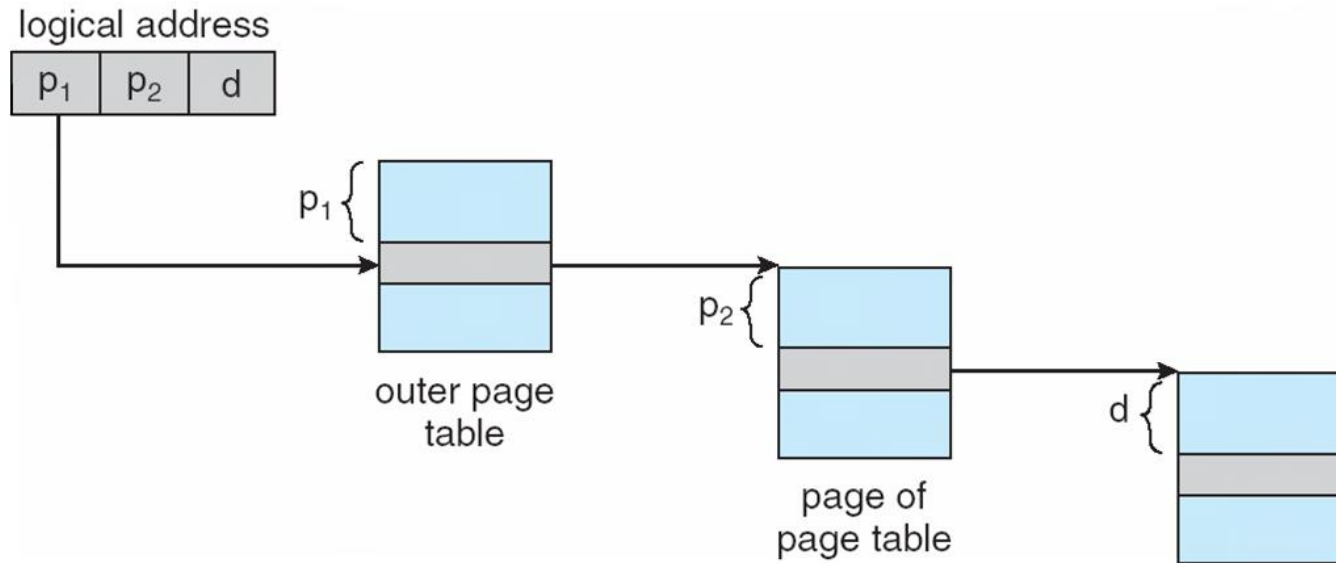 logical address
p₁ p₂ d
p₁
outer page
table
p₂
page of
page table
d